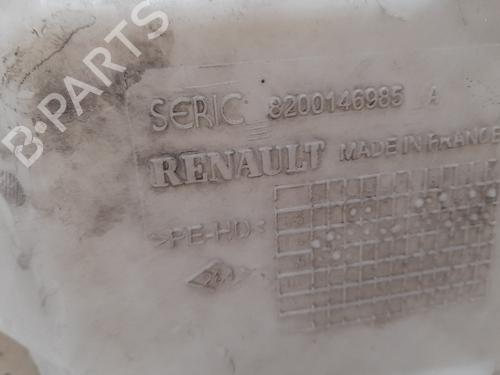 B-PARTS
SERIC 8200146985 A
RENAULT MADE IN FRANCE
>PE-HD<